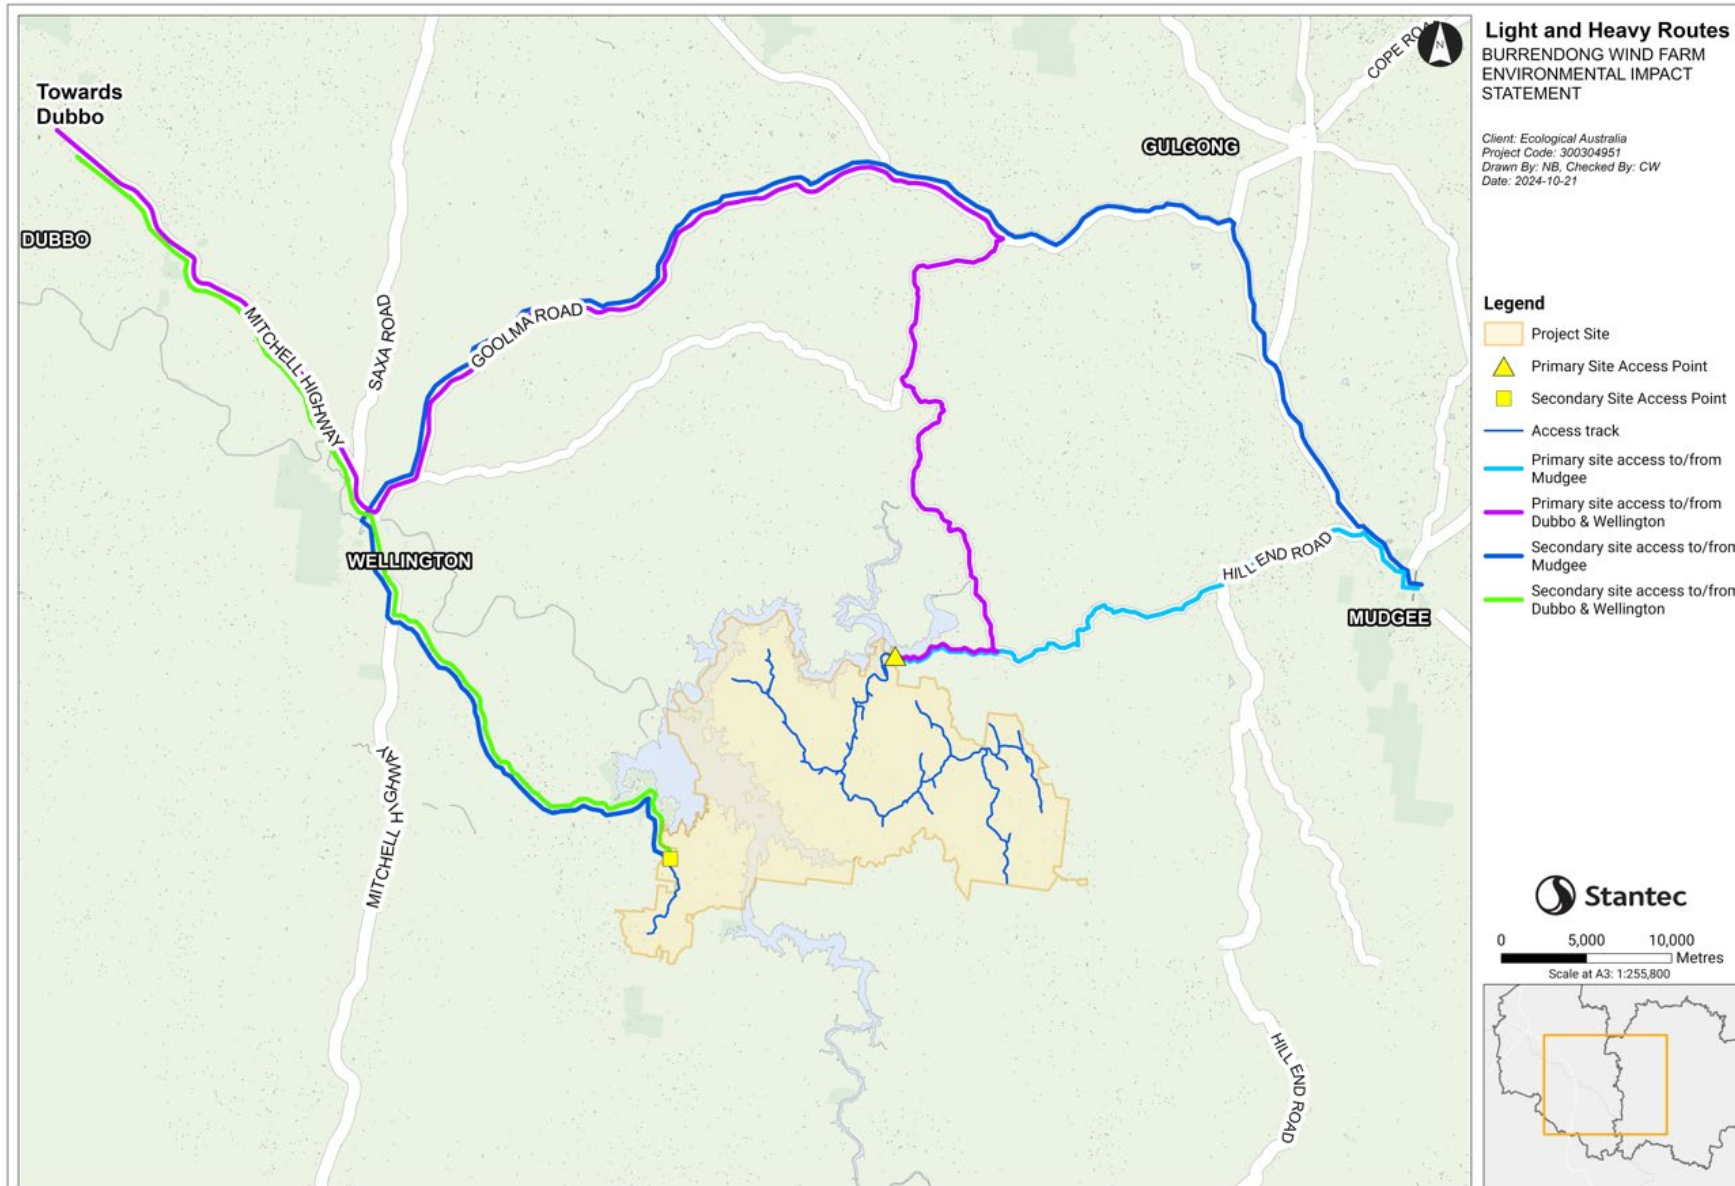 Light and Heavy Routes
BURRENDONG WIND FARM
ENVIRONMENTAL IMPACT
STATEMENT
Client: Ecological Australia
Project Code: 300304951
Drawn By: NB, Checked By: CW
Date: 2024-10-21
Legend
Project Site
Primary Site Access Point
Secondary Site Access Point
Access track
Primary site access to/from
Mudgee
Primary site access to/from
Dubbo & Wellington
Secondary site access to/from
Mudgee
Secondary site access to/from
Dubbo & Wellington
Stantec
0 5,000 10,000
Metres
Scale at A3: 1:255,800
N
COPE ROA
Towards
Dubbo
GULGONG
DUBBO
MITCHELL HIGHWAY
SAXA ROAD
GOOLMA ROAD
WELLINGTON
HILL END ROAD
MUDGEE
MITCHELL HIGHWAY
HILL END ROAD